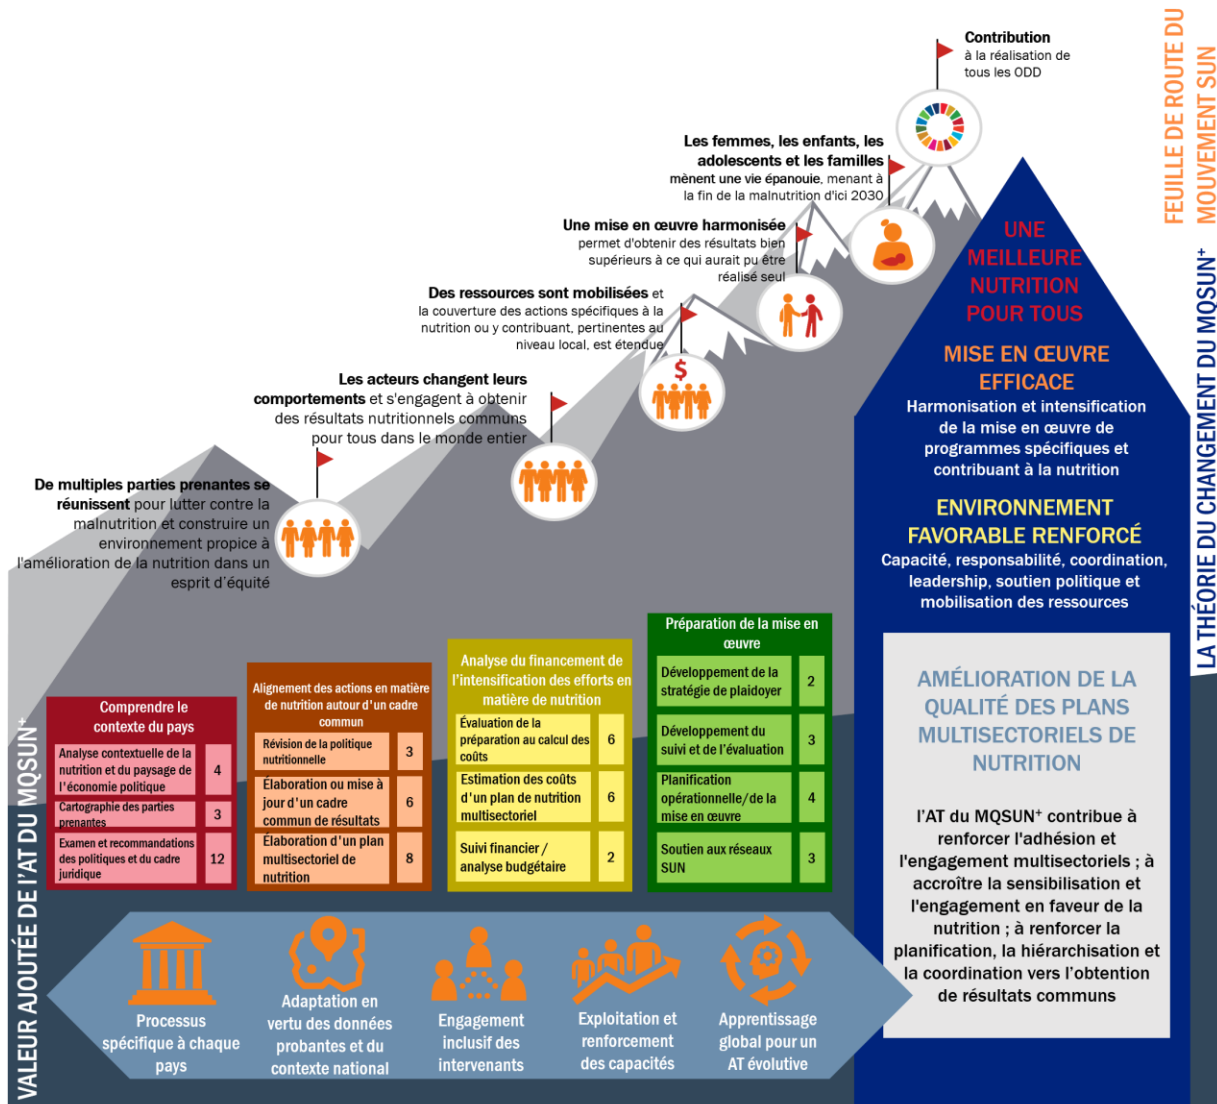 Contribution
à la réalisation de
tous les ODD
FEUILLE DE ROUTE DU
MOUVEMENT SUN
Les femmes, les enfants, les
adolescents et les familles
mènent une vie épanouie, menant à
la fin de la malnutrition d'ici 2030
Une mise en œuvre harmonisée
permet d'obtenir des résultats bien
supérieurs à ce qui aurait pu être
réalisé seul
Des ressources sont mobilisées et
la couverture des actions spécifiques à la
nutrition ou y contribuant, pertinentes au
niveau local, est étendue
$
Les acteurs changent leurs
comportements et s'engagent à obtenir
des résultats nutritionnels communs
pour tous dans le monde entier
De multiples parties prenantes se
réunissent pour lutter contre la
malnutrition et construire un
environnement propice à
l'amélioration de la nutrition dans un
esprit d'équité
LA THÉORIE DU CHANGEMENT DU MQSUN+
UNE
MEILLEURE
NUTRITION
POUR TOUS
MISE EN ŒUVRE
EFFICACE
Harmonisation et intensification
de la mise en œuvre de
programmes spécifiques et
contribuant à la nutrition
ENVIRONNEMENT
FAVORABLE RENFORCÉ
Capacité, responsabilité, coordination,
leadership, soutien politique et
mobilisation des ressources
AMÉLIORATION DE LA
QUALITÉ DES PLANS
MULTISECTORIELS DE
NUTRITION
l'AT du MQSUN+ contribue à
renforcer l'adhésion et
l'engagement multisectoriels ; à
accroître la sensibilisation et
l'engagement en faveur de la
nutrition ; à renforcer la
planification, la hiérarchisation et
la coordination vers l'obtention
de résultats communs
VALEUR AJOUTÉE DE L'AT DU MQSUN+
Comprendre le
contexte du pays
Analyse contextuelle de la
nutrition et du paysage de
l'économie politique
4
Cartographie des parties
prenantes
3
Examen et recommandations
des politiques et du cadre
juridique
12
Alignement des actions en matière
de nutrition autour d'un cadre
commun
Révision de la politique
nutritionnelle
3
Élaboration ou mise à
jour d'un cadre
commun de résultats
6
Élaboration d'un plan
multisectoriel de
nutrition
8
Analyse du financement de
l'intensification des efforts en
matière de nutrition
Évaluation de la
préparation au calcul des
coûts
6
Estimation des coûts
d'un plan de nutrition
multisectoriel
6
Suivi financier /
analyse budgétaire
2
Préparation de la mise en
œuvre
Développement de la
stratégie de plaidoyer
2
Développement du
suivi et de l'évaluation
3
Planification
opérationnelle/de la
mise en œuvre
4
Soutien aux réseaux
SUN
3
Processus
spécifique à chaque
pays
Adaptation en
vertu des données
probantes et du
contexte national
Engagement
inclusif des
intervenants
Exploitation et
renforcement
des capacités
Apprentissage
global pour un
AT évolutive